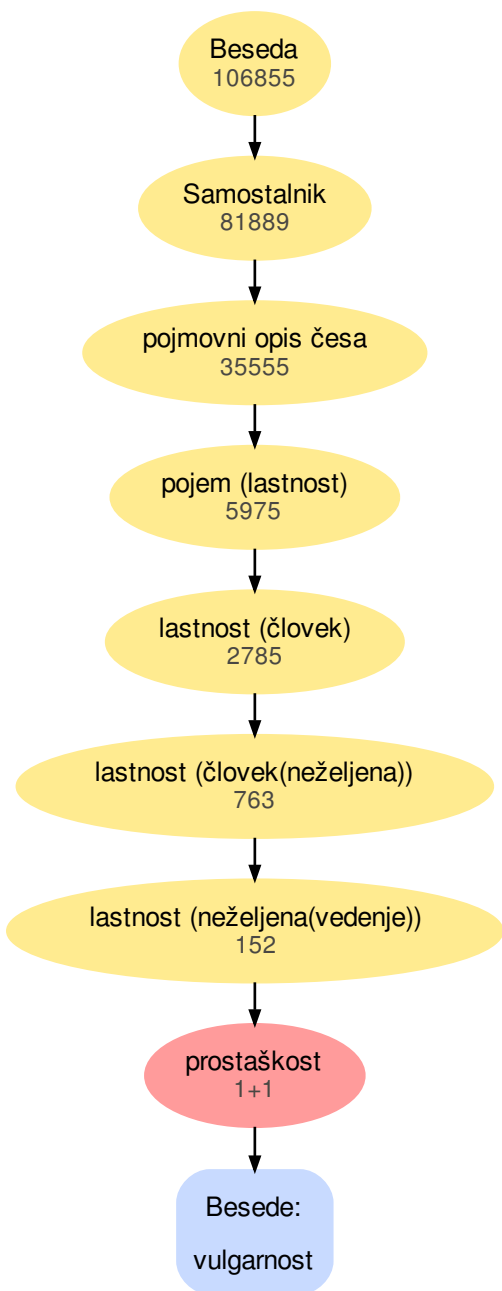 Beseda
106855
Samostalnik
81889
pojmovni opis česa
35555
pojem (lastnost)
5975
lastnost (človek)
2785
lastnost (človek(neželjena))
763
lastnost (neželjena(vedenje))
152
prostaškost
1+1
Besede:
vulgarnost